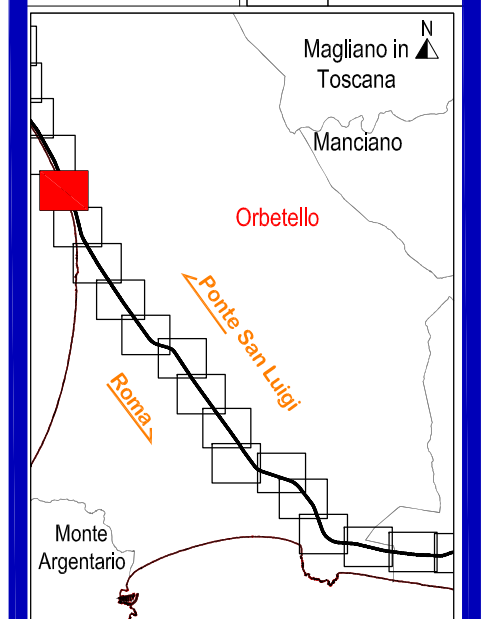 N
Magliano in
Toscana
Manciano
Orbetello
Ponte San Luigi
Roma
Monte
Argentario